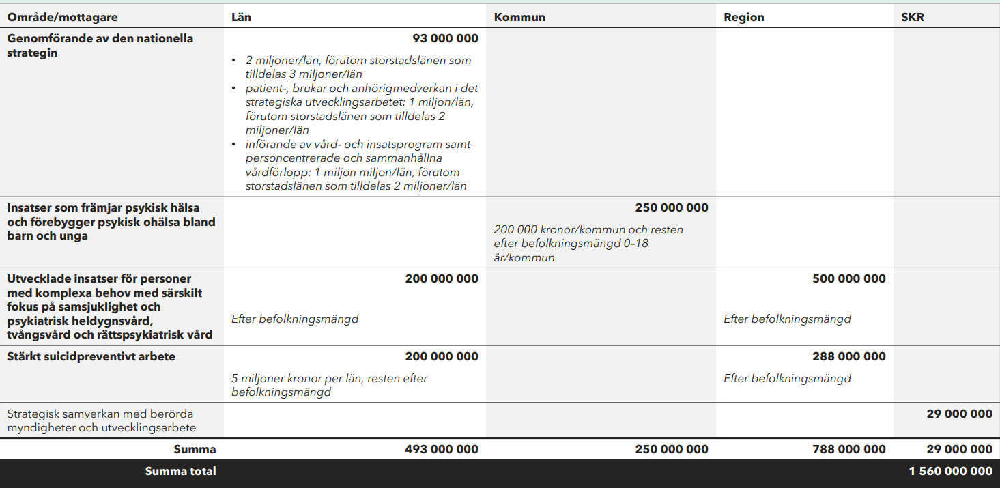 Område/mottagare Län Kommun Region SKR
Genomförande av den nationella
strategin
93 000 000
• 2 miljoner/län, förutom storstadslänen som
tilldelas 3 miljoner/län
• patient-, brukar och anhörigmedverkan i det
strategiska utvecklingsarbetet: 1 miljon/län,
förutom storstadslänen som tilldelas 2
miljoner/län
• införande av vård- och insatsprogram samt
personcentrerade och sammanhållna
vårdförlopp: 1 miljon miljon/län, förutom
storstadslänen som tilldelas 2 miljoner/län
Insatser som främjar psykisk hälsa
och förebygger psykisk ohälsa bland
barn och unga
250 000 000
200 000 kronor/kommun och resten
efter befolkningsmängd 0–18
år/kommun
Utvecklade insatser för personer
med komplexa behov med särskilt
fokus på samsjuklighet och
psykiatrisk heldygnsvård,
tvångsvård och rättspsykiatrisk vård
200 000 000
Efter befolkningsmängd
500 000 000
Efter befolkningsmängd
Stärkt suicidpreventivt arbete
200 000 000
5 miljoner kronor per län, resten efter
befolkningsmängd
288 000 000
Efter befolkningsmängd
Strategisk samverkan med berörda
myndigheter och utvecklingsarbete
29 000 000
Summa 493 000 000 250 000 000 788 000 000 29 000 000
Summa total 1 560 000 000